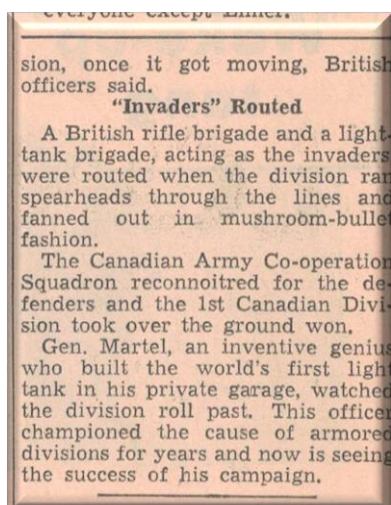 everyone except Elmer.
sion, once it got moving, British
officers said.
“Invaders” Routed
A British rifle brigade and a light-
tank brigade, acting as the invaders
were routed when the division ran
spearheads through the lines and
fanned out in mushroom-bullet
fashion.
The Canadian Army Co-operation
Squadron reconnoitred for the de-
fenders and the 1st Canadian Divi-
sion took over the ground won.
Gen. Martel, an inventive genius
who built the world's first light
tank in his private garage, watched
the division roll past. This officer
championed the cause of armored
divisions for years and now is seeing
the success of his campaign.